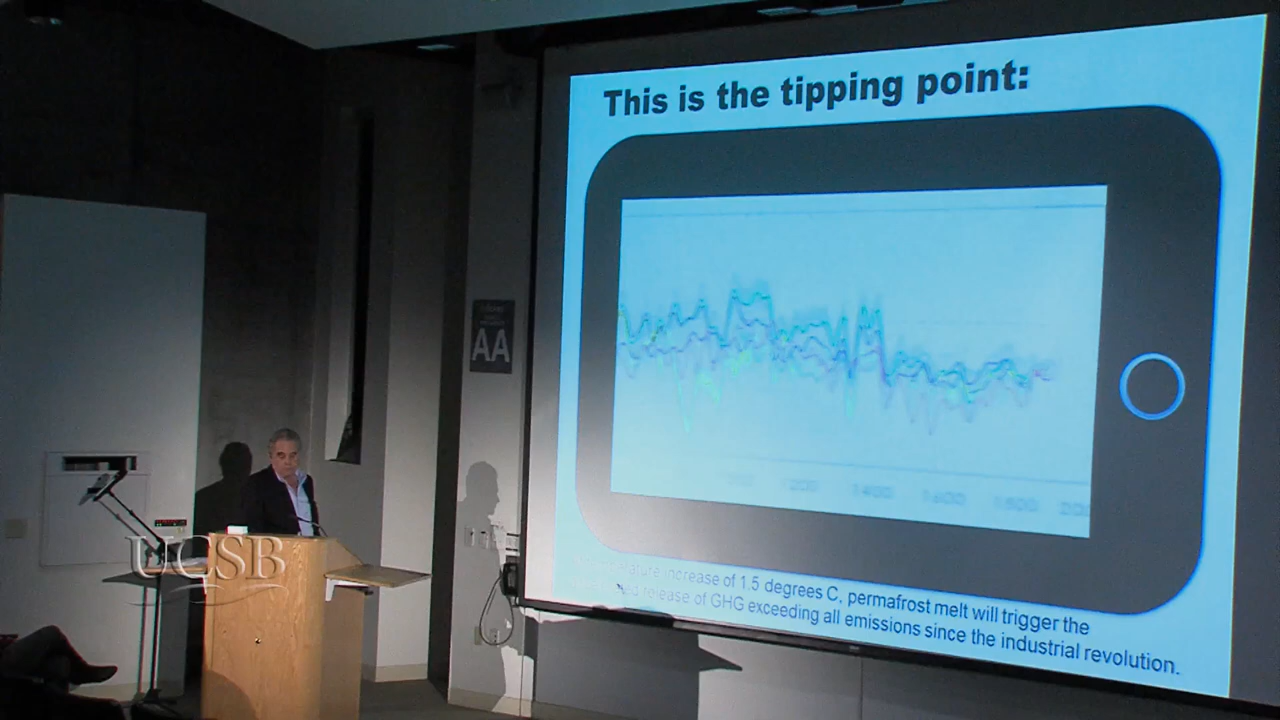 This is the tipping point:
AA
1200
1400
1600
1800
UCSB
increase of 1.5 degrees C, permafrost melt will trigger the
release of GHG exceeding all emissions since the industrial revolution.